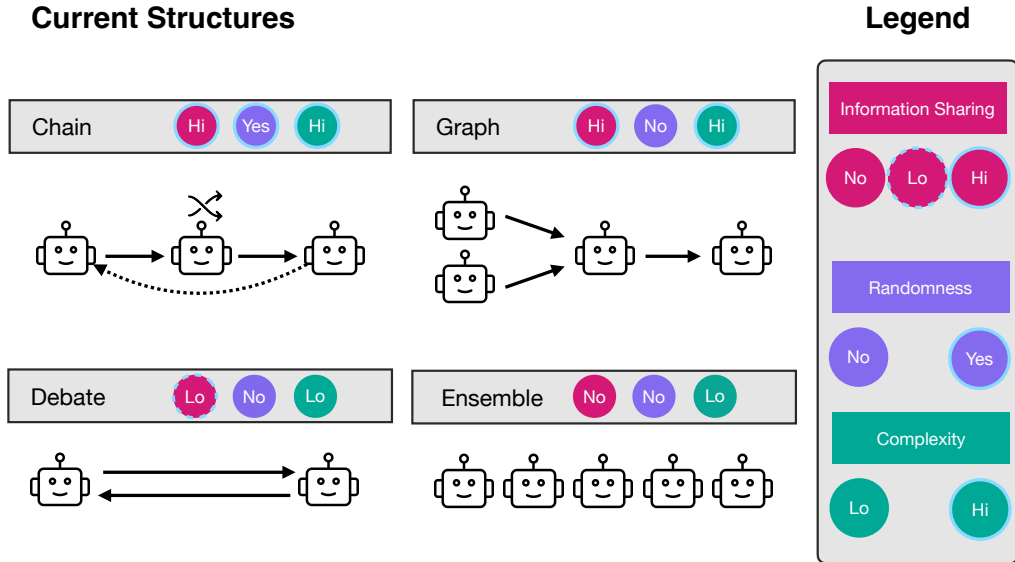 Current Structures
Legend
Chain Hi Yes Hi
Graph Hi No Hi
Information Sharing
No Lo Hi
Randomness
No Yes
Debate Lo No Lo
Ensemble No No Lo
Complexity
Lo Hi